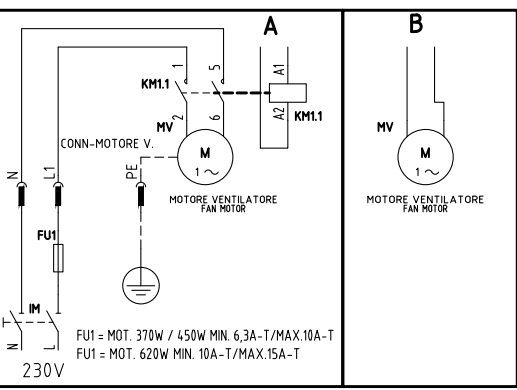 A
B
1
5
A1
KM1.1
2
6
A2
KM1.1
MV
MV
CONN-MOTORE V.
M
1~
M
1~
N
L1
PE
MOTORE VENTILATORE
FAN MOTOR
MOTORE VENTILATORE
FAN MOTOR
FU1
IM
FU1 = MOT. 370W / 450W MIN. 6,3A-T/MAX.10A-T
N
L
FU1 = MOT. 620W MIN. 10A-T/MAX.15A-T
230V